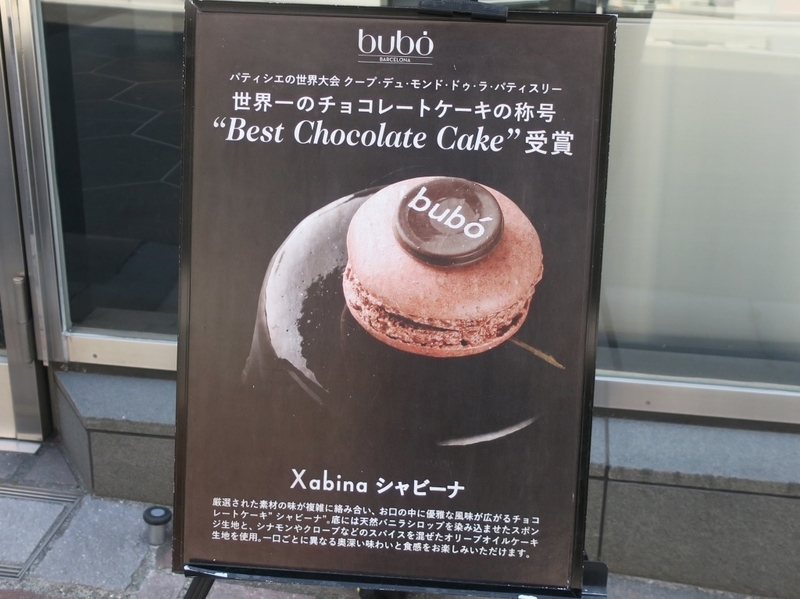 bubó
BARCELONA
パティシエの世界大会 クープ・デュ・モンド・ドゥ・ラ・パティスリー
世界一のチョコレートケーキの称号
“Best Chocolate Cake”受賞
bubó
Xabina シャビーナ
厳選された素材の味が複雑に絡み合い、お口の中に優雅な風味が広がるチョコ
レートケーキ” シャビーナ”。底には天然バニラシロップを染み込ませたスポン
ジ生地と、シナモンやクローブなどのスパイスを混ぜたオリーブオイルケーキ
生地を使用。一口ごとに異なる奥深い味わいと食感をお楽しみいただけます。